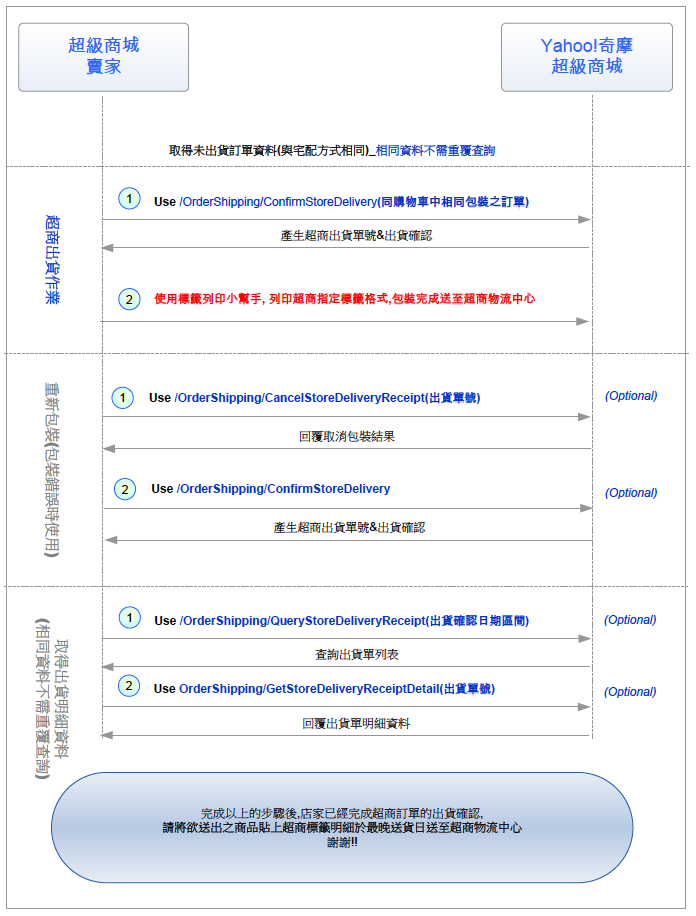 超級商城
賣家
Yahoo!奇摩
超級商城
取得未出貨訂單資料(與宅配方式相同)_相同資料不需重覆查詢
超商出貨作業
1 Use /OrderShipping/ConfirmStoreDelivery(同購物車中相同包裝之訂單)
產生超商出貨單號&出貨確認
2 使用標籤列印小幫手, 列印超商指定標籤格式,包裝完成送至超商物流中心
重新包裝(包裝錯誤時使用)
1 Use /OrderShipping/CancelStoreDeliveryReceipt(出貨單號)
(Optional)
回覆取消包裝結果
2 Use /OrderShipping/ConfirmStoreDelivery
(Optional)
產生超商出貨單號&出貨確認
取得出貨明細資料
(相同資料不需重覆查詢)
1 Use /OrderShipping/QueryStoreDeliveryReceipt(出貨確認日期區間)
(Optional)
查詢出貨單列表
2 Use OrderShipping/GetStoreDeliveryReceiptDetail(出貨單號)
(Optional)
回覆出貨單明細資料
完成以上的步驟後,店家已經完成超商訂單的出貨確認,
請將欲送出之商品貼上超商標籤明細於最晚送貨日送至超商物流中心
謝謝!!